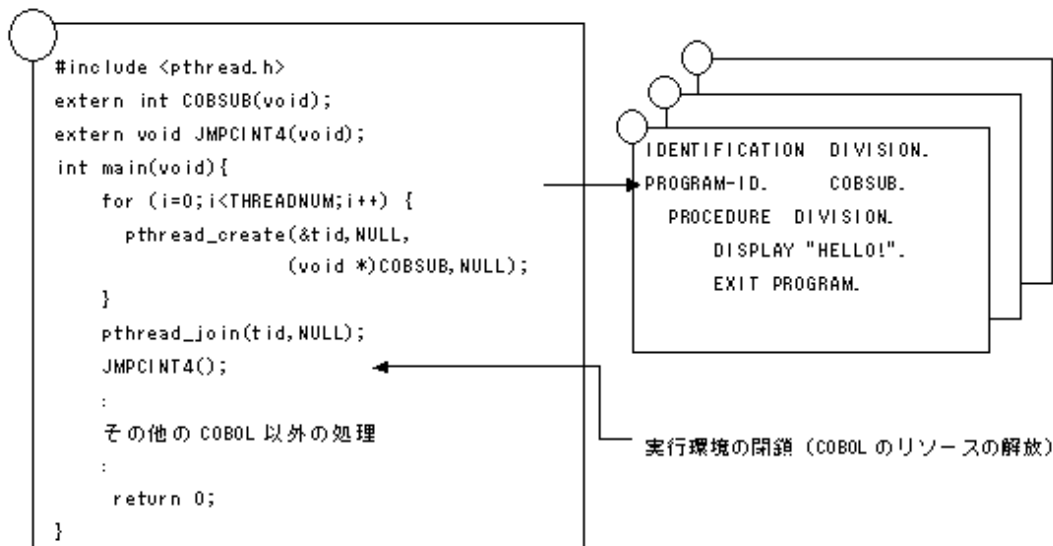 #include <pthread.h>
extern int COBSUB(void);
extern void JMPCINT4(void);
int main(void){
for (i=0;i<THREADNUM;i++) {
pthread_create(&tid,NULL,
(void *)COBSUB,NULL);
}
pthread_join(tid,NULL);
JMPCINT4();
:
その他の COBOL 以外の処理
:
return 0;
}
IDENTIFICATION DIVISION.
PROGRAM-ID. COBSUB.
PROCEDURE DIVISION.
DISPLAY "HELLO!".
EXIT PROGRAM.
実行環境の閉鎖（COBOL のリソースの解放）